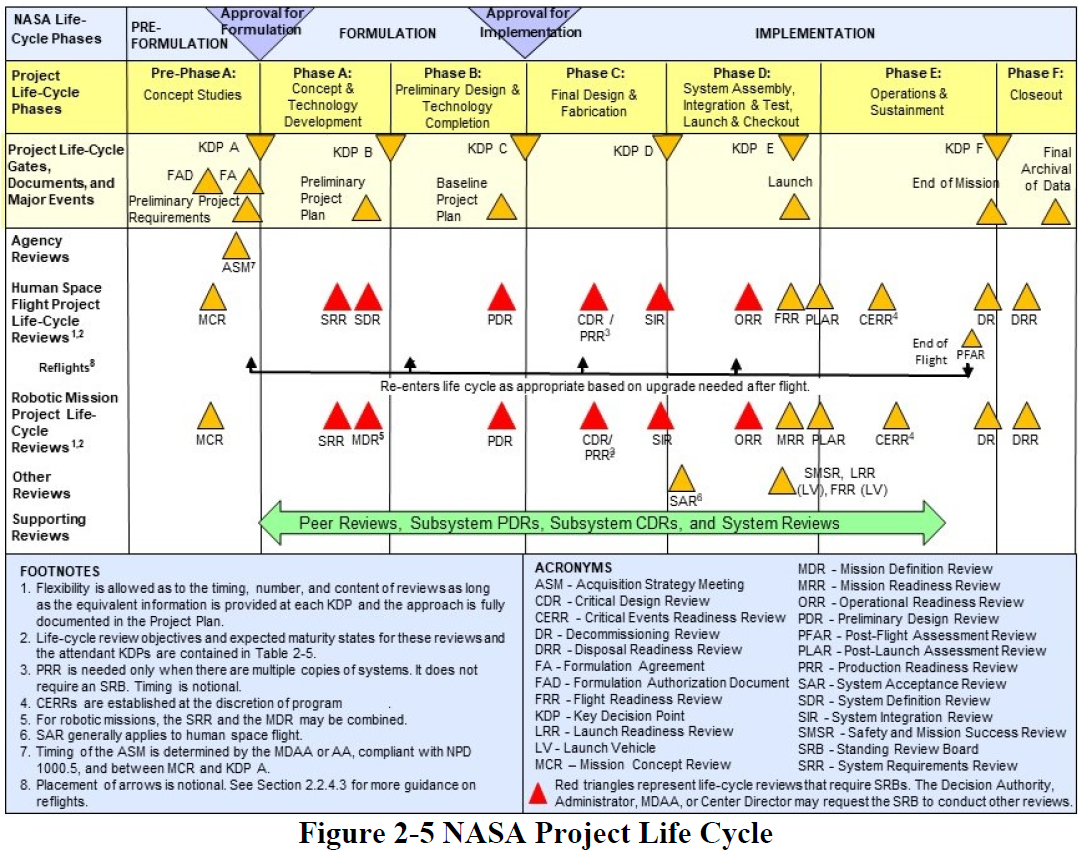 NASA Life-
Cycle Phases
PRE-
FORMULATION
Approval for
Formulation
FORMULATION
Approval for
Implementation
IMPLEMENTATION
Project
Life-Cycle
Phases
Pre-Phase A:
Concept Studies
Phase A:
Concept &
Technology
Development
Phase B:
Preliminary Design &
Technology
Completion
Phase C:
Final Design &
Fabrication
Phase D:
System Assembly,
Integration & Test,
Launch & Checkout
Phase E:
Operations &
Sustainment
Phase F:
Closeout
Project Life-Cycle
Gates,
Documents, and
Major Events
KDP A
KDP B
KDP C
KDP D
KDP E
KDP F
FAD
FA
Preliminary Project
Requirements
Preliminary
Project
Plan
Baseline
Project
Plan
Launch
End of Mission
Final
Archival
of Data
Agency
Reviews
ASM7
Human Space
Flight Project
Life-Cycle
Reviews1,2
MCR
SRR
SDR
PDR
CDR /
PRR3
SIR
ORR
FRR
PLAR
CERR4
DR
DRR
End of
Flight
PFAR
Reflights8
Re-enters life cycle as appropriate based on upgrade needed after flight.
Robotic Mission
Project Life-
Cycle
Reviews1,2
MCR
SRR
MDR5
PDR
CDR/
PRR3
SIR
ORR
MRR
PLAR
CERR4
DR
DRR
Other
Reviews
SAR6
SMSR, LRR
(LV), FRR (LV)
Supporting
Reviews
Peer Reviews, Subsystem PDRs, Subsystem CDRs, and System Reviews
FOOTNOTES
1. Flexibility is allowed as to the timing, number, and content of reviews as long
as the equivalent information is provided at each KDP and the approach is fully
documented in the Project Plan.
2. Life-cycle review objectives and expected maturity states for these reviews and
the attendant KDPs are contained in Table 2-5.
3. PRR is needed only when there are multiple copies of systems. It does not
require an SRB. Timing is notional.
4. CERRs are established at the discretion of program .
5. For robotic missions, the SRR and the MDR may be combined.
6. SAR generally applies to human space flight.
7. Timing of the ASM is determined by the MDAA or AA, compliant with NPD
1000.5, and between MCR and KDP A.
8. Placement of arrows is notional. See Section 2.2.4.3 for more guidance on
reflights.
ACRONYMS
ASM - Acquisition Strategy Meeting
CDR - Critical Design Review
CERR - Critical Events Readiness Review
DR - Decommissioning Review
DRR - Disposal Readiness Review
FA - Formulation Agreement
FAD - Formulation Authorization Document
FRR - Flight Readiness Review
KDP - Key Decision Point
LRR - Launch Readiness Review
LV - Launch Vehicle
MCR – Mission Concept Review
MDR - Mission Definition Review
MRR - Mission Readiness Review
ORR - Operational Readiness Review
PDR - Preliminary Design Review
PFAR - Post-Flight Assessment Review
PLAR - Post-Launch Assessment Review
PRR - Production Readiness Review
SAR - System Acceptance Review
SDR - System Definition Review
SIR - System Integration Review
SMSR - Safety and Mission Success Review
SRB - Standing Review Board
SRR - System Requirements Review
Red triangles represent life-cycle reviews that require SRBs. The Decision Authority,
Administrator, MDAA, or Center Director may request the SRB to conduct other reviews.
Figure 2-5 NASA Project Life Cycle